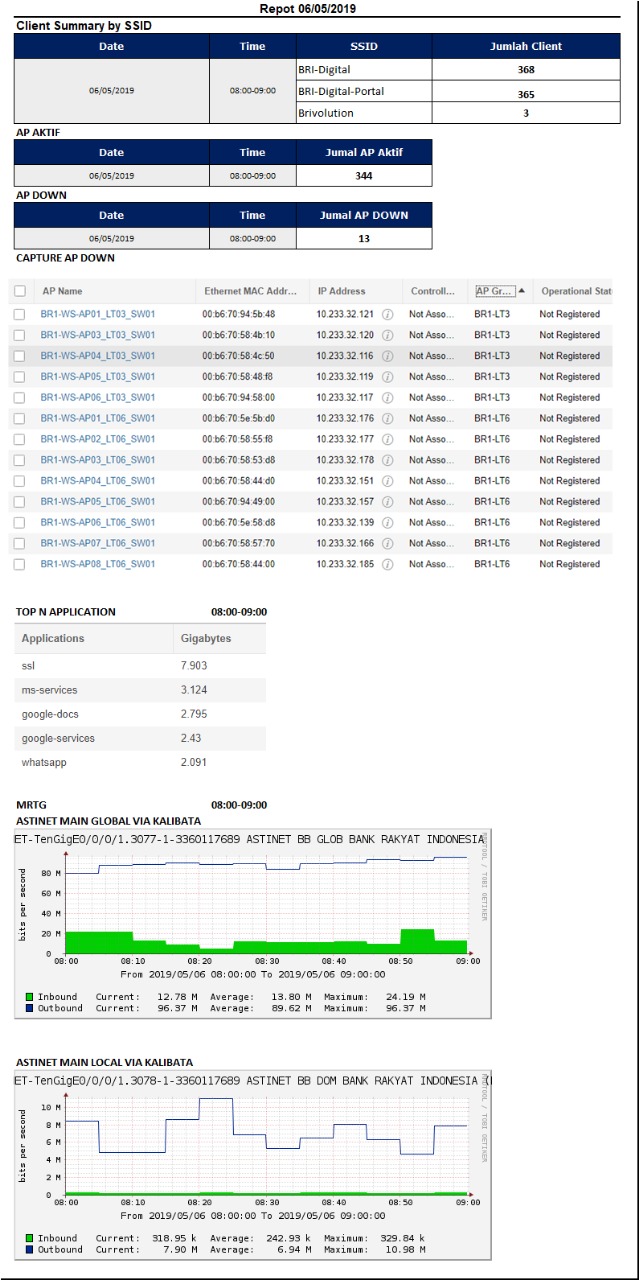 Repot 06/05/2019
Client Summary by SSID
Date Time SSID Jumlah Client
06/05/2019 08:00-09:00 BRI-Digital 368
BRI-Digital-Portal 365
Brivolution 3
AP AKTIF
Date Time Jumal AP Aktif
06/05/2019 08:00-09:00 344
AP DOWN
Date Time Jumal AP DOWN
06/05/2019 08:00-09:00 13
CAPTURE AP DOWN
AP Name Ethernet MAC Addr... IP Address Controll... AP Gr... Operational Stat
BR1-WS-AP01_LT03_SW01 00:b6:70:94:5b:48 10.233.32.121 Not Asso... BR1-LT3 Not Registered
BR1-WS-AP03_LT03_SW01 00:b6:70:58:4b:10 10.233.32.120 Not Asso... BR1-LT3 Not Registered
BR1-WS-AP04_LT03_SW01 00:b6:70:58:4c:50 10.233.32.116 Not Asso... BR1-LT3 Not Registered
BR1-WS-AP05_LT03_SW01 00:b6:70:58:48:f8 10.233.32.119 Not Asso... BR1-LT3 Not Registered
BR1-WS-AP06_LT03_SW01 00:b6:70:94:58:00 10.233.32.117 Not Asso... BR1-LT3 Not Registered
BR1-WS-AP01_LT06_SW01 00:b6:70:5e:5b:d0 10.233.32.176 Not Asso... BR1-LT6 Not Registered
BR1-WS-AP02_LT06_SW01 00:b6:70:58:55:f8 10.233.32.177 Not Asso... BR1-LT6 Not Registered
BR1-WS-AP03_LT06_SW01 00:b6:70:58:53:d8 10.233.32.178 Not Asso... BR1-LT6 Not Registered
BR1-WS-AP04_LT06_SW01 00:b6:70:58:44:d0 10.233.32.151 Not Asso... BR1-LT6 Not Registered
BR1-WS-AP05_LT06_SW01 00:b6:70:94:49:00 10.233.32.157 Not Asso... BR1-LT6 Not Registered
BR1-WS-AP06_LT06_SW01 00:b6:70:5e:58:d8 10.233.32.139 Not Asso... BR1-LT6 Not Registered
BR1-WS-AP07_LT06_SW01 00:b6:70:58:57:70 10.233.32.166 Not Asso... BR1-LT6 Not Registered
BR1-WS-AP08_LT06_SW01 00:b6:70:58:44:00 10.233.32.185 Not Asso... BR1-LT6 Not Registered
TOP N APPLICATION 08:00-09:00
Applications Gigabytes
ssl 7.903
ms-services 3.124
google-docs 2.795
google-services 2.43
whatsapp 2.091
MRTG 08:00-09:00
ASTINET MAIN GLOBAL VIA KALIBATA
ET-TenGigE0/0/0/1.3077-1-3360117689 ASTINET BB GLOB BANK RAKYAT INDONESIA
RRDTOOL / TOBI OETIKER
bits per second
80 M
60 M
40 M
20 M
0
08:00 08:10 08:20 08:30 08:40 08:50 09:00
From 2019/05/06 08:00:00 To 2019/05/06 09:00:00
Inbound Current: 12.78 M Average: 13.80 M Maximum: 24.19 M
Outbound Current: 96.37 M Average: 89.62 M Maximum: 96.37 M
ASTINET MAIN LOCAL VIA KALIBATA
ET-TenGigE0/0/0/1.3078-1-3360117689 ASTINET BB DOM BANK RAKYAT INDONESIA (
RRDTOOL / TOBI OETIKER
bits per second
10 M
8 M
6 M
4 M
2 M
0
08:00 08:10 08:20 08:30 08:40 08:50 09:00
From 2019/05/06 08:00:00 To 2019/05/06 09:00:00
Inbound Current: 318.95 k Average: 242.93 k Maximum: 329.84 k
Outbound Current: 7.90 M Average: 6.94 M Maximum: 10.98 M